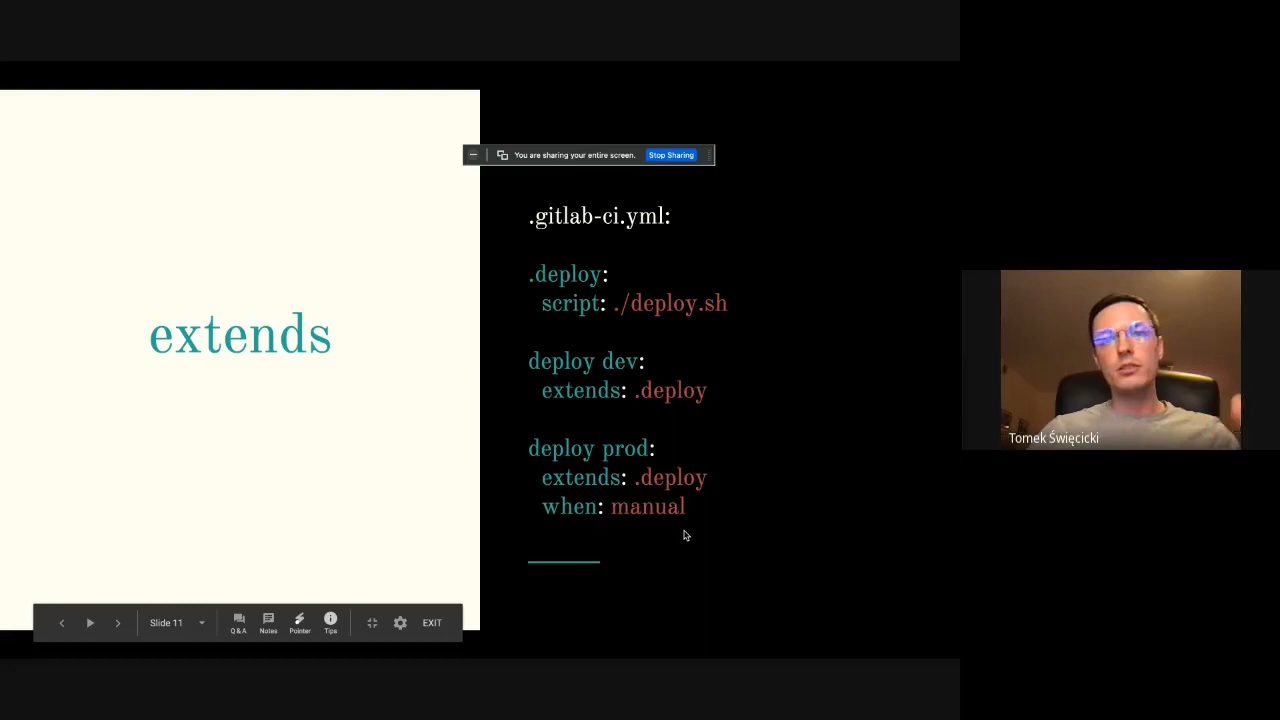 You are sharing your entire screen. Stop Sharing
extends
.gitlab-ci.yml:
.deploy:
script: ./deploy.sh
deploy dev:
extends: .deploy
deploy prod:
extends: .deploy
when: manual
Slide 11
Q&A Notes Pointer Tips
EXIT
Tomek Święcicki